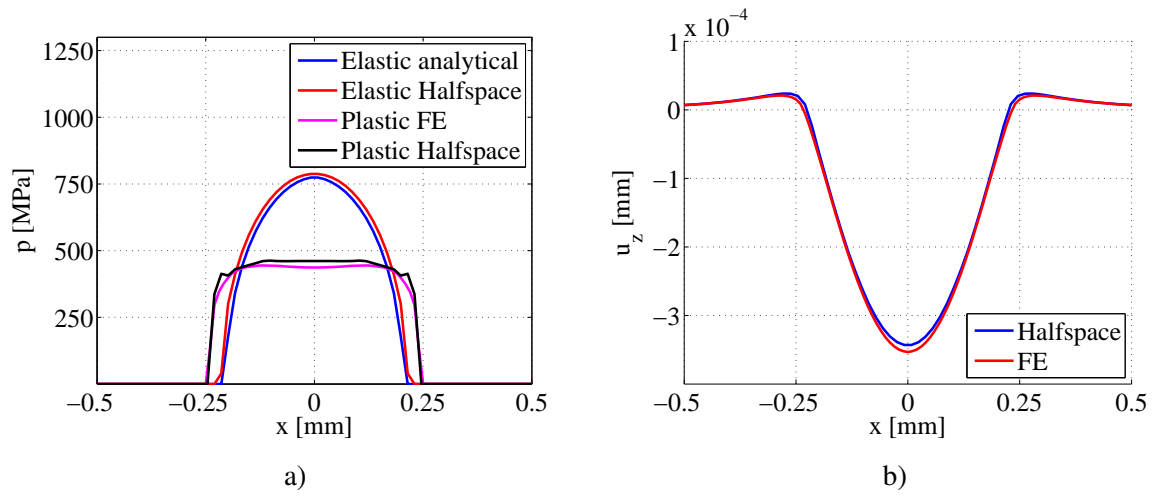 1250
1000
750
500
250
p [MPa]
−0.5
−0.25
0
0.25
0.5
x [mm]
Elastic analytical
Elastic Halfspace
Plastic FE
Plastic Halfspace
a)
x 10⁻⁴
1
0
−1
−2
−3
u_z [mm]
−0.5
−0.25
0
0.25
0.5
x [mm]
Halfspace
FE
b)